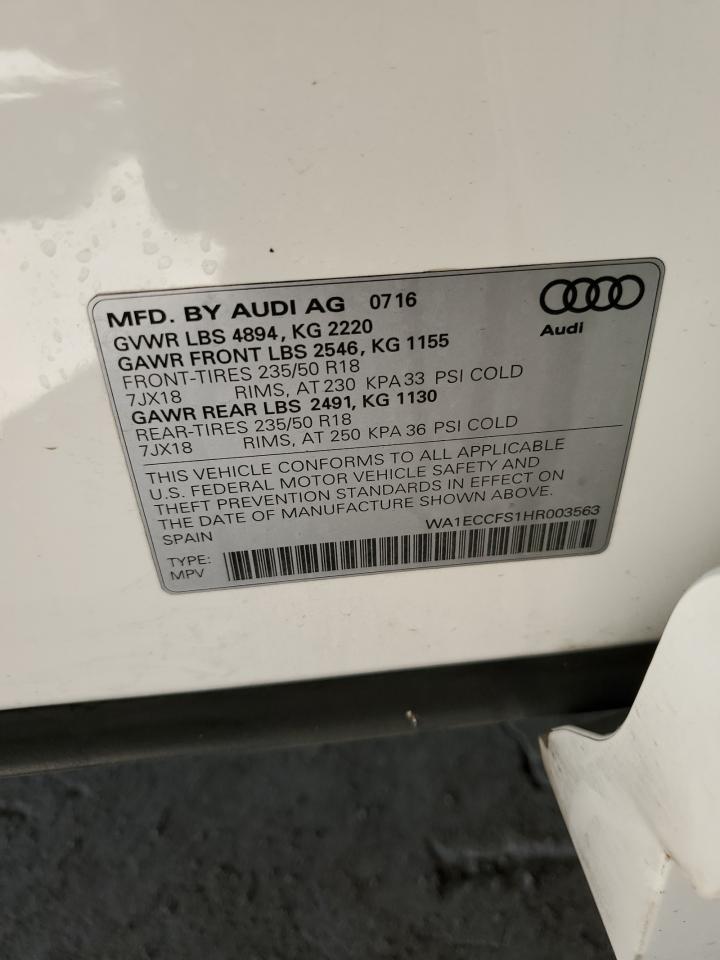 MFD. BY AUDI AG 0716
Audi
GVWR LBS 4894, KG 2220
GAWR FRONT LBS 2546, KG 1155
FRONT-TIRES 235/50 R18
7JX18 RIMS, AT 230 KPA 33 PSI COLD
GAWR REAR LBS 2491, KG 1130
REAR-TIRES 235/50 R18
7JX18 RIMS, AT 250 KPA 36 PSI COLD
THIS VEHICLE CONFORMS TO ALL APPLICABLE
U.S. FEDERAL MOTOR VEHICLE SAFETY AND
THEFT PREVENTION STANDARDS IN EFFECT ON
THE DATE OF MANUFACTURE SHOWN ABOVE.
SPAIN WA1ECCFS1HR003563
TYPE:
MPV